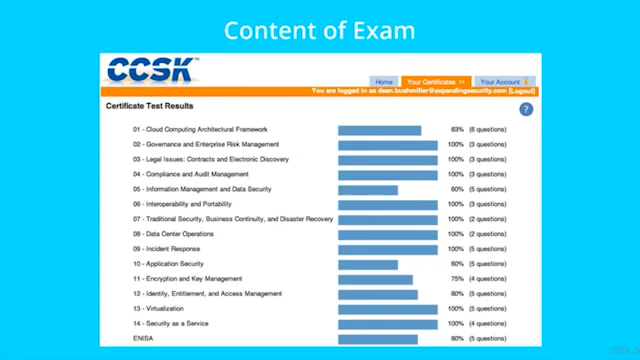 Content of Exam
CCSK™
Home
Your Certificates
Your Account
You are logged in as dean.bushmiller@expandingsecurity.com [Logout]
Certificate Test Results
?
01 - Cloud Computing Architectural Framework 83% (6 questions)
02 - Governance and Enterprise Risk Management 100% (3 questions)
03 - Legal Issues: Contracts and Electronic Discovery 100% (3 questions)
04 - Compliance and Audit Management 100% (3 questions)
05 - Information Management and Data Security 60% (5 questions)
06 - Interoperability and Portability 100% (3 questions)
07 - Traditional Security, Business Continuity, and Disaster Recovery 100% (2 questions)
08 - Data Center Operations 100% (2 questions)
09 - Incident Response 100% (5 questions)
10 - Application Security 60% (5 questions)
11 - Encryption and Key Management 75% (4 questions)
12 - Identity, Entitlement, and Access Management 80% (5 questions)
13 - Virtualization 100% (5 questions)
14 - Security as a Service 100% (4 questions)
ENISA 80% (5 questions)